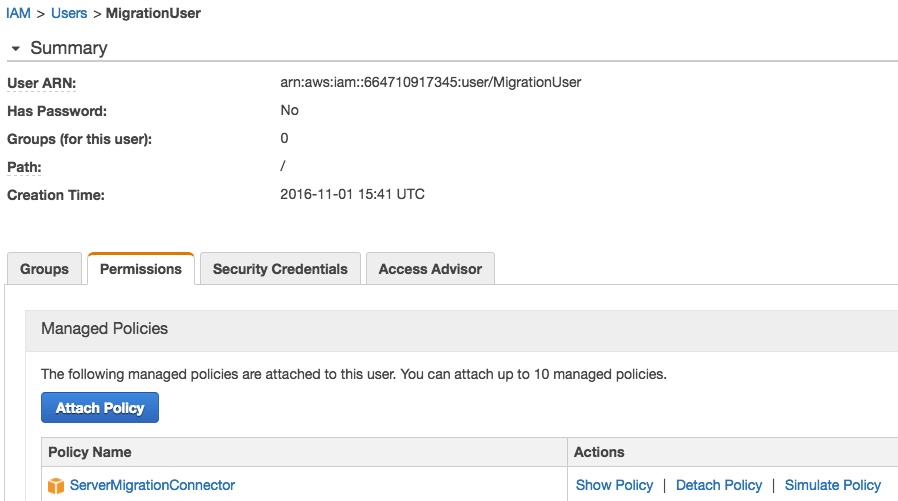 IAM > Users > MigrationUser
Summary
User ARN: arn:aws:iam::664710917345:user/MigrationUser
Has Password: No
Groups (for this user): 0
Path: /
Creation Time: 2016-11-01 15:41 UTC
Groups Permissions Security Credentials Access Advisor
Managed Policies
The following managed policies are attached to this user. You can attach up to 10 managed policies.
Attach Policy
Policy Name Actions
ServerMigrationConnector Show Policy | Detach Policy | Simulate Policy